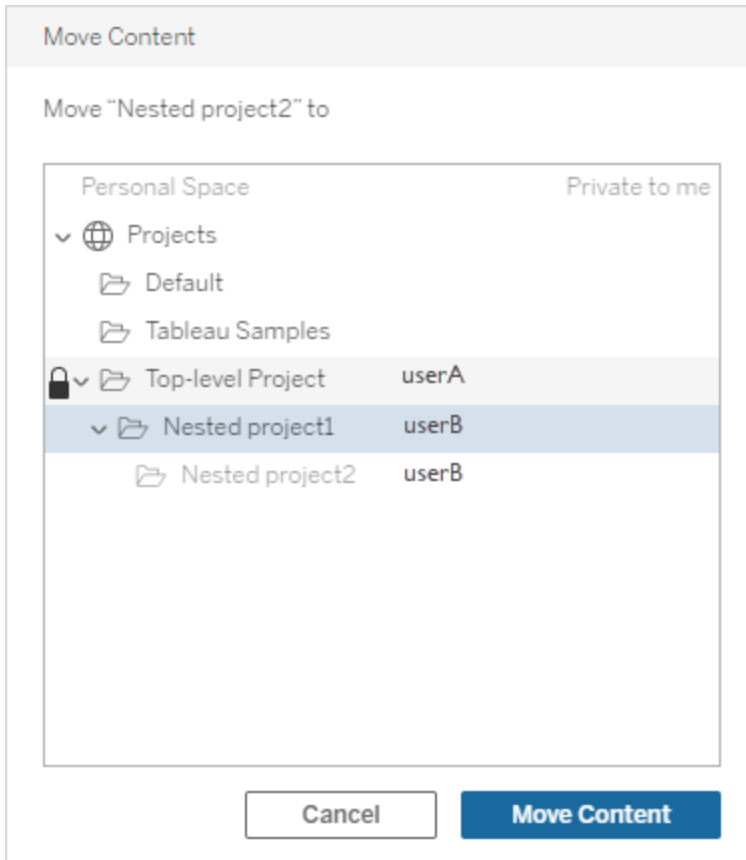 Move Content
Move "Nested project2" to
Personal Space Private to me
Projects
Default
Tableau Samples
Top-level Project userA
Nested project1 userB
Nested project2 userB
Cancel Move Content